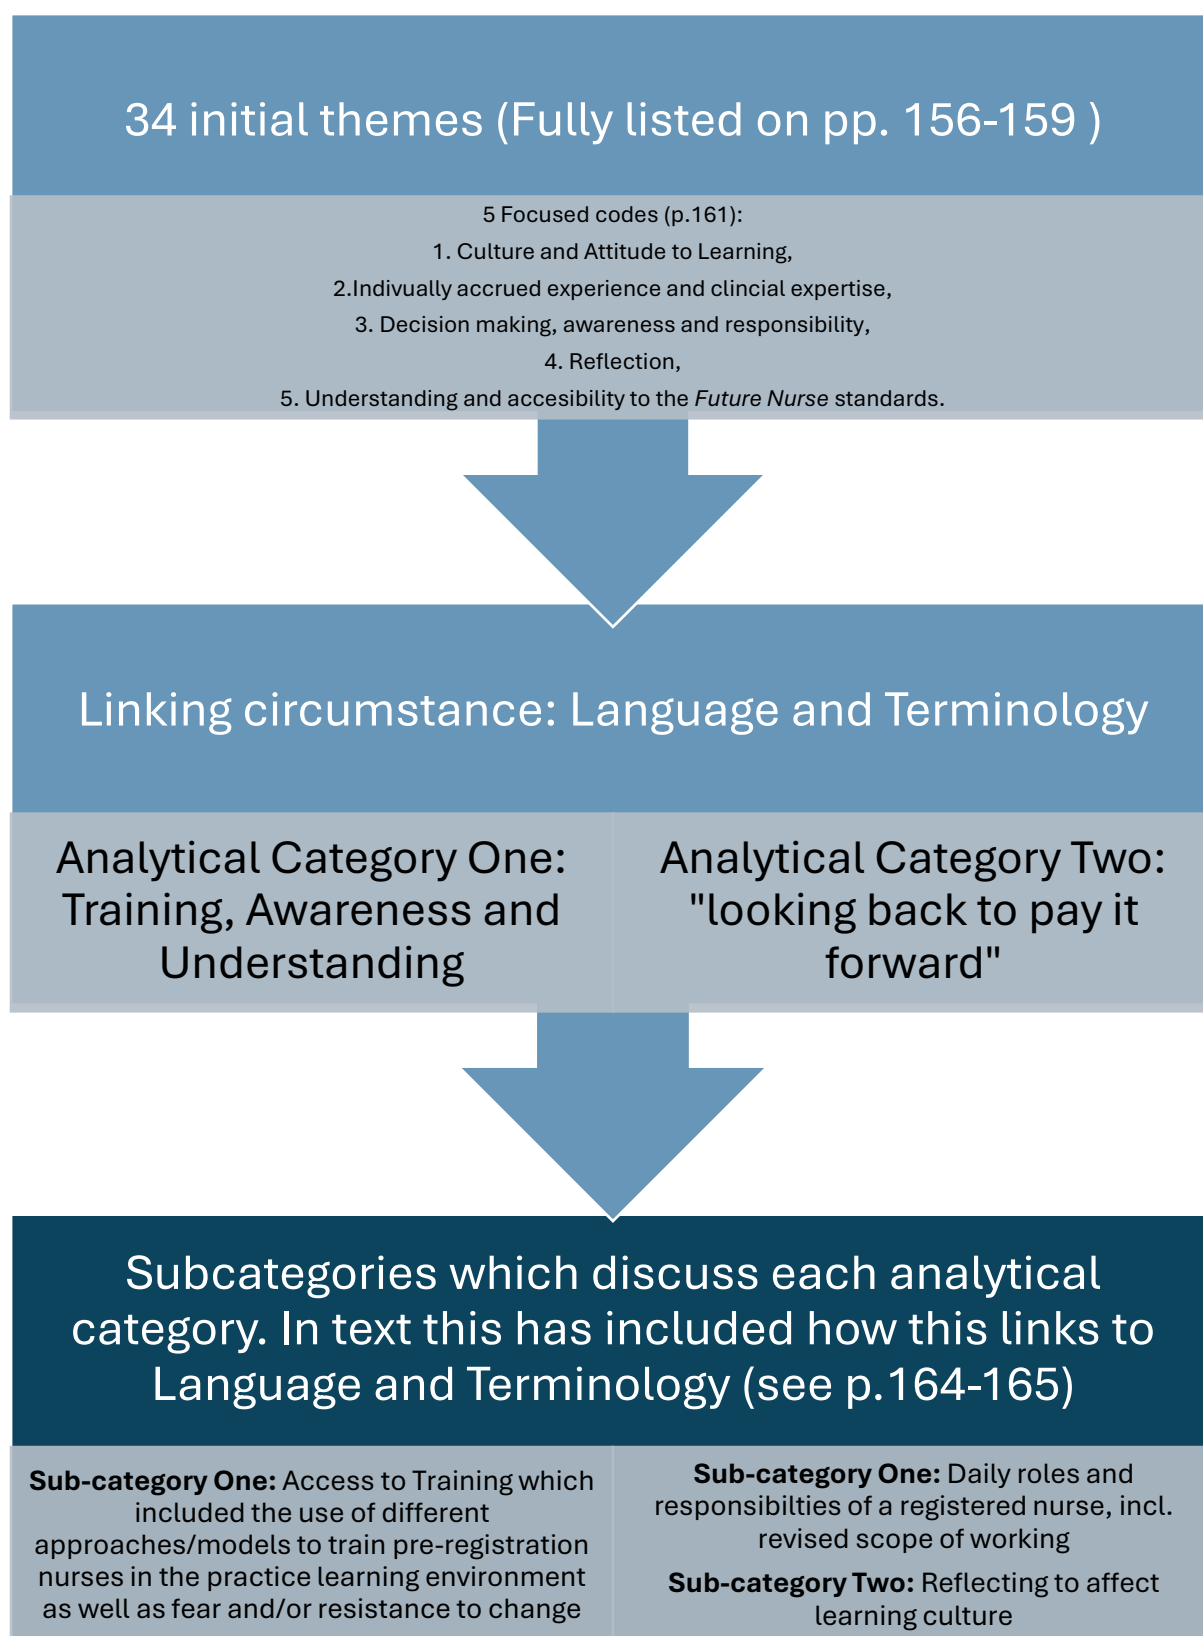 34 initial themes (Fully listed on pp. 156-159 )
5 Focused codes (p.161):
1. Culture and Attitude to Learning,
2.Indivually accrued experience and clincial expertise,
3. Decision making, awareness and responsibility,
4. Reflection,
5. Understanding and accesibility to the Future Nurse standards.
Linking circumstance: Language and Terminology
Analytical Category One:
Training, Awareness and
Understanding
Analytical Category Two:
"looking back to pay it
forward"
Subcategories which discuss each analytical
category. In text this has included how this links to
Language and Terminology (see p.164-165)
Sub-category One: Access to Training which
included the use of different
approaches/models to train pre-registration
nurses in the practice learning environment
as well as fear and/or resistance to change
Sub-category One: Daily roles and
responsibilties of a registered nurse, incl.
revised scope of working
Sub-category Two: Reflecting to affect
learning culture